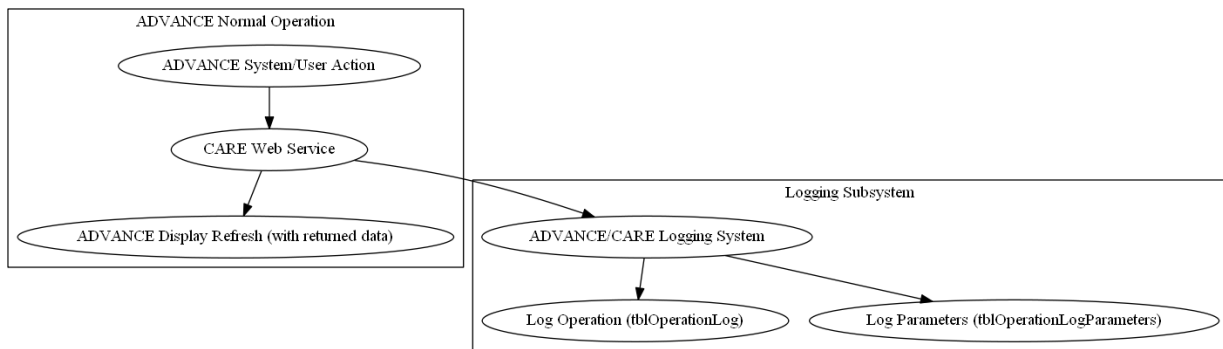 ADVANCE Normal Operation
ADVANCE System/User Action
CARE Web Service
ADVANCE Display Refresh (with returned data)
Logging Subsystem
ADVANCE/CARE Logging System
Log Operation (tblOperationLog)
Log Parameters (tblOperationLogParameters)